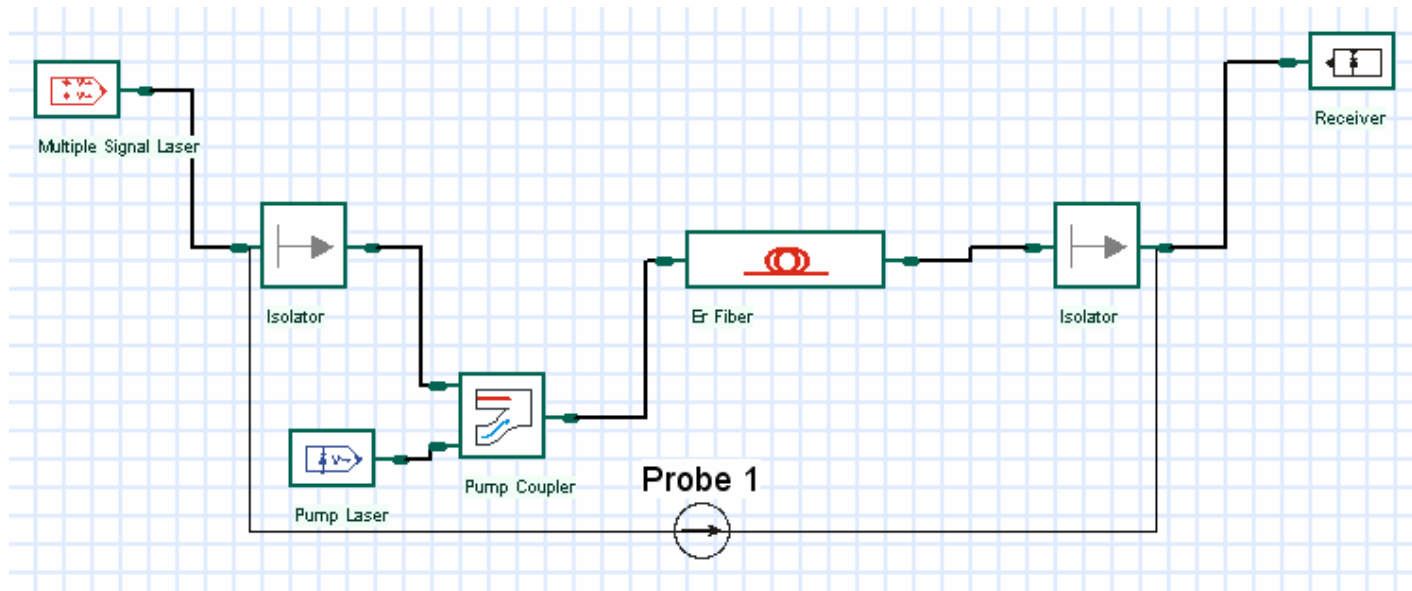 Multiple Signal Laser
Receiver
Isolator
Er Fiber
Isolator
Pump Coupler
Probe 1
Pump Laser